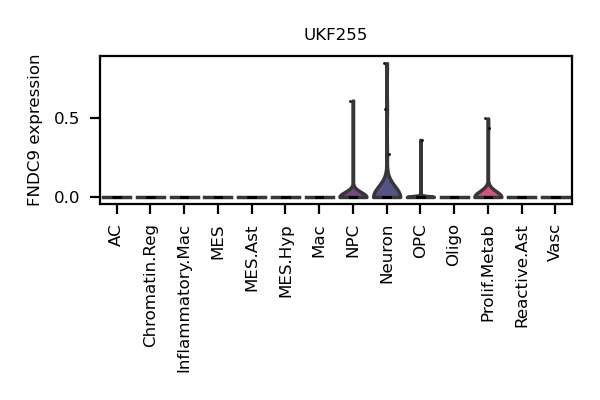 UKF255
FNDC9 expression
0.5
0.0
AC
Chromatin.Reg
Inflammatory.Mac
MES
MES.Ast
MES.Hyp
Mac
NPC
Neuron
OPC
Oligo
Prolif.Metab
Reactive.Ast
Vasc